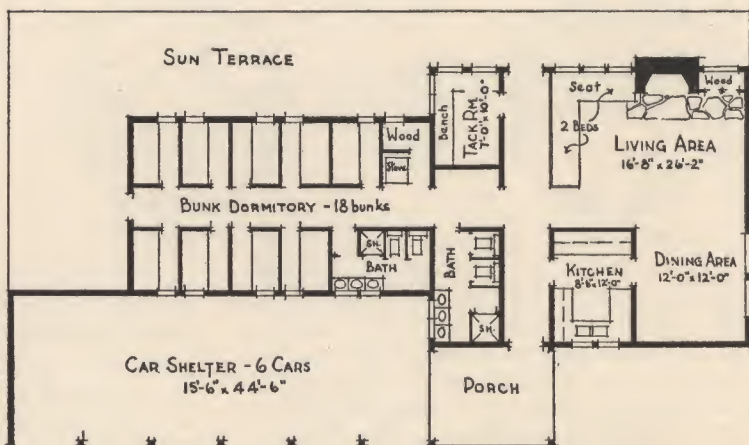 SUN TERRACE
Seat
Wood
Bench
TACK RM.
7'-0" x 10'-0"
2 BEDS
LIVING AREA
16'-8" x 26'-2"
Wood
Stove
BUNK DORMITORY - 18 bunks
SH.
BATH
BATH
SH.
KITCHEN
8'-6" x 12'-0"
DINING AREA
12'-0" x 12'-0"
CAR SHELTER - 6 CARS
15'-6" x 44'-6"
PORCH